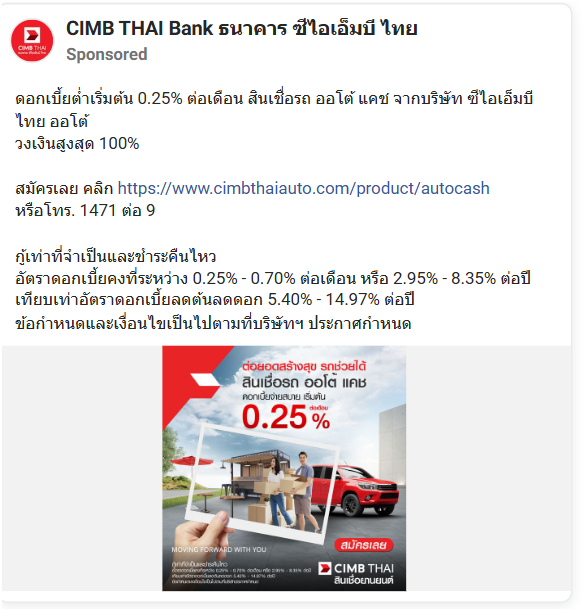 CIMB THAI
CIMB THAI Bank ธนาคาร ซีไอเอ็มบี ไทย
Sponsored
ดอกเบี้ยต่ำเริ่มต้น 0.25% ต่อเดือน สินเชื่อรถ ออโต้ แคช จากบริษัท ซีไอเอ็มบี
ไทย ออโต้
วงเงินสูงสุด 100%
สมัครเลย คลิก https://www.cimbthaiauto.com/product/autocash
หรือโทร. 1471 ต่อ 9
กู้เท่าที่จำเป็นและชำระคืนไหว
อัตราดอกเบี้ยคงที่ระหว่าง 0.25% - 0.70% ต่อเดือน หรือ 2.95% - 8.35% ต่อปี
เทียบเท่าอัตราดอกเบี้ยลดต้นลดดอก 5.40% - 14.97% ต่อปี
ข้อกำหนดและเงื่อนไขเป็นไปตามที่บริษัทฯ ประกาศกำหนด
ต่อยอดสร้างสุข รถช่วยได้
สินเชื่อรถ ออโต้ แคช
ดอกเบี้ยจ่ายสบาย เริ่มต้น
0.25% ต่อเดือน
สมัครเลย
MOVING FORWARD WITH YOU
CIMB THAI
สินเชื่อยานยนต์
กู้เท่าที่จำเป็นและชำระคืนไหว